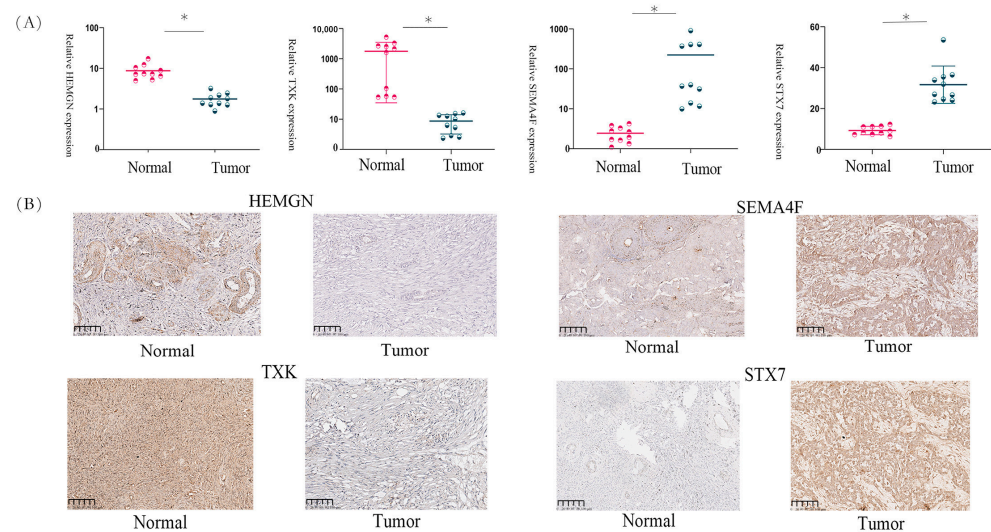 (A)
Relative HEMGN expression
100
10
1
0
*
Normal
Tumor
Relative TXK expression
10,000
1000
100
10
0
*
Normal
Tumor
Relative SEMA4F expression
1000
100
10
0
*
Normal
Tumor
Relative STX7 expression
60
40
20
0
*
Normal
Tumor
(B)
HEMGN
Normal
Tumor
SEMA4F
Normal
Tumor
TXK
Normal
Tumor
STX7
Normal
Tumor